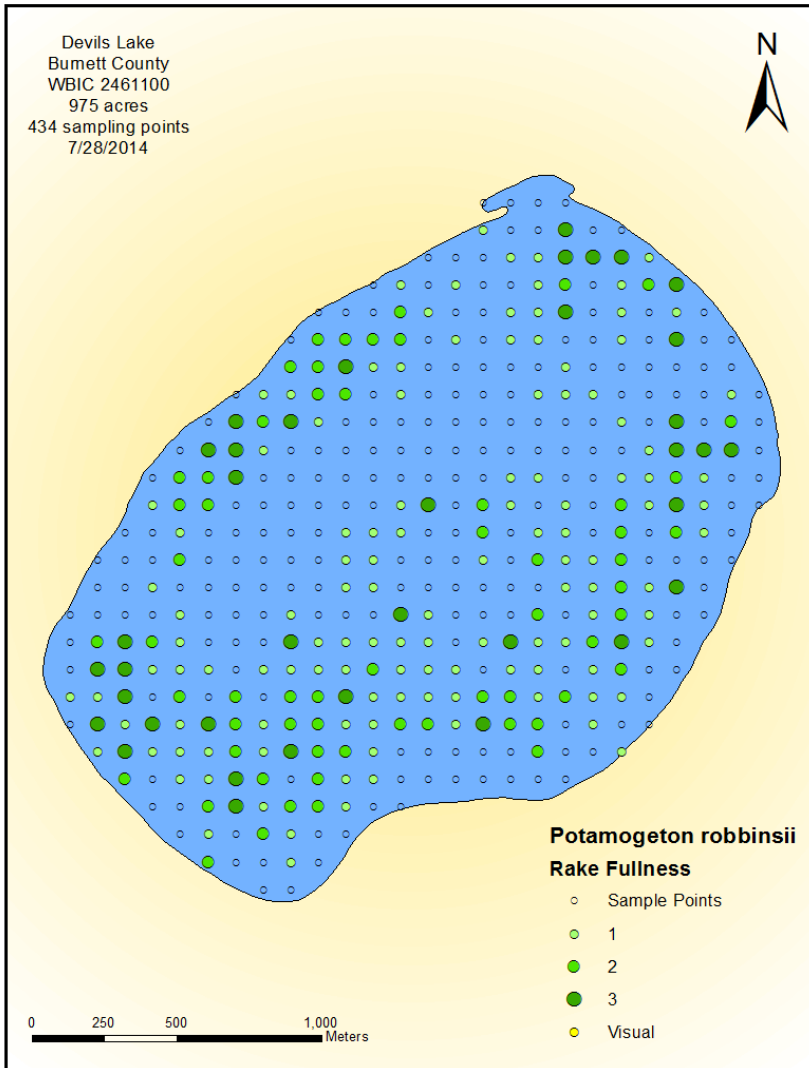 Devils Lake
Burnett County
WBIC 2461100
975 acres
434 sampling points
7/28/2014
N
Potamogeton robbinsii
Rake Fullness
Sample Points
1
2
3
Visual
0 250 500 1,000
Meters